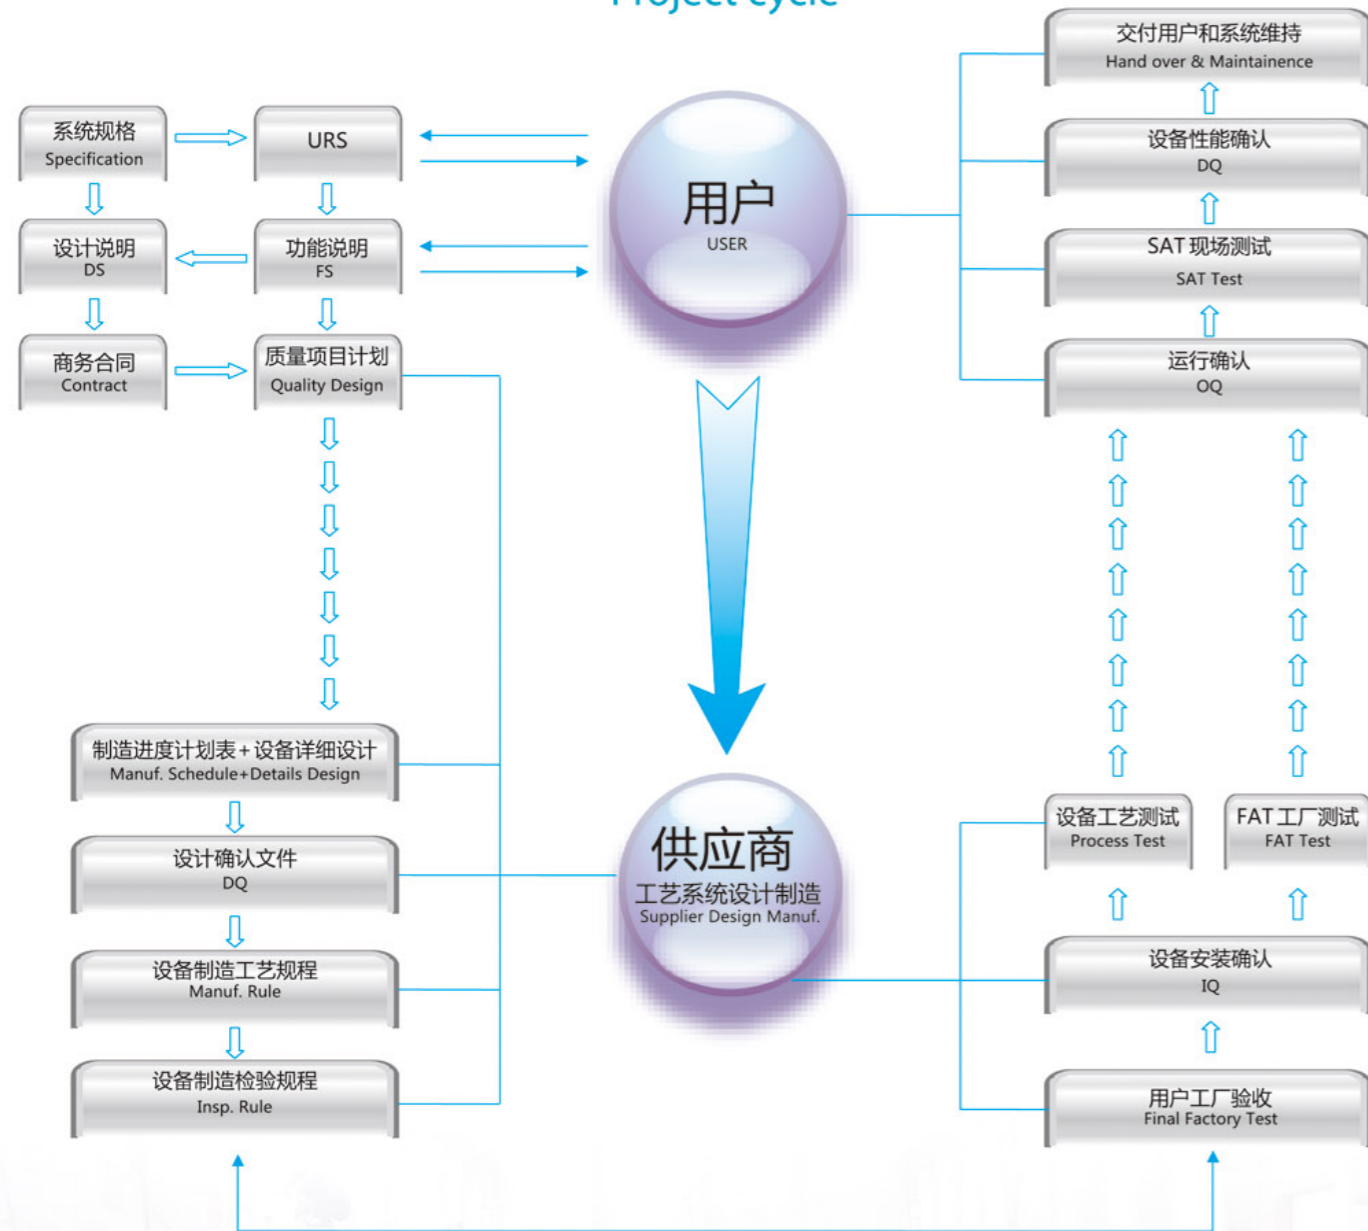 Project cycle
系统规格
Specification
URS
设计说明
DS
功能说明
FS
商务合同
Contract
质量项目计划
Quality Design
用户
USER
交付用户和系统维持
Hand over & Maintainence
设备性能确认
DQ
SAT 现场测试
SAT Test
运行确认
OQ
制造进度计划表+设备详细设计
Manuf. Schedule+Details Design
设计确认文件
DQ
设备制造工艺规程
Manuf. Rule
设备制造检验规程
Insp. Rule
供应商
工艺系统设计制造
Supplier Design Manuf.
设备工艺测试
Process Test
FAT工厂测试
FAT Test
设备安装确认
IQ
用户工厂验收
Final Factory Test